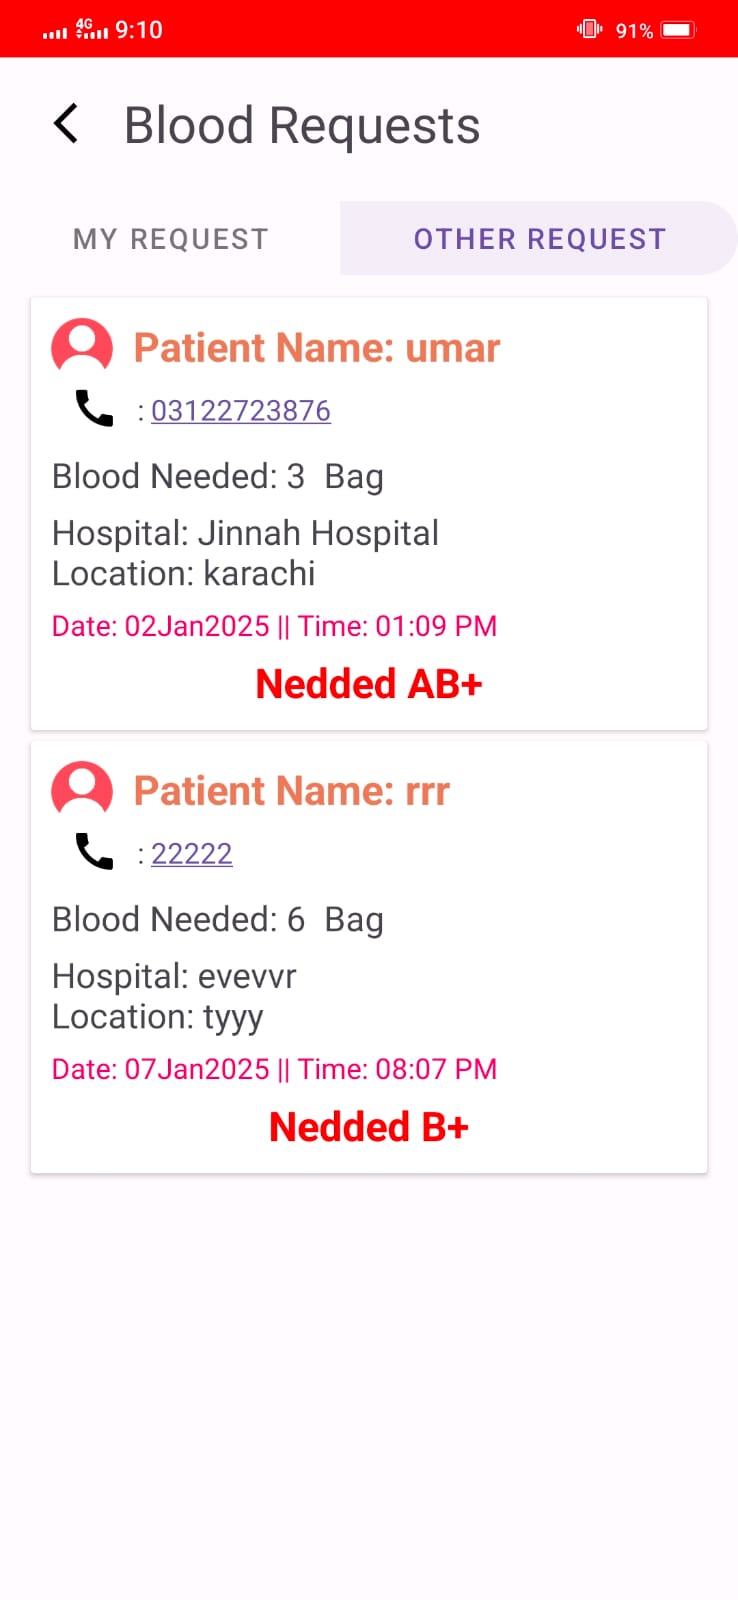 4G 9:10 91%
Blood Requests
MY REQUEST OTHER REQUEST
Patient Name: umar
: 03122723876
Blood Needed: 3 Bag
Hospital: Jinnah Hospital
Location: karachi
Date: 02Jan2025 || Time: 01:09 PM
Nedded AB+
Patient Name: rrr
: 22222
Blood Needed: 6 Bag
Hospital: evevvr
Location: tyyy
Date: 07Jan2025 || Time: 08:07 PM
Nedded B+